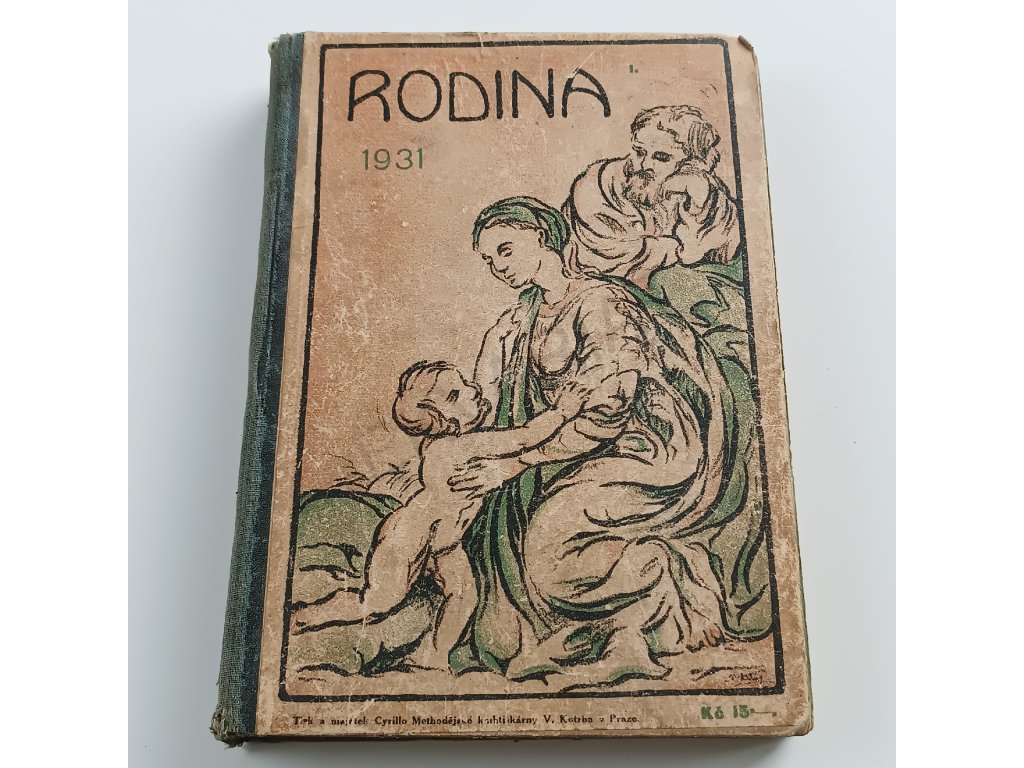 RODINA I.
1931
Tisk a majetek Cyrillo Methodějské knihtiskárny V. Kotrba v Praze.
Kč 15·—.